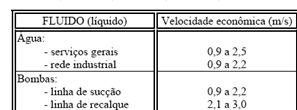 FLUIDO (líquido) Velocidade econômica (m/s)
Água:
- serviços gerais 0,9 a 2,5
- rede industrial 0,9 a 2,2
Bombas:
- linha de sucção 0,9 a 2,2
- linha de recalque 2,1 a 3,0